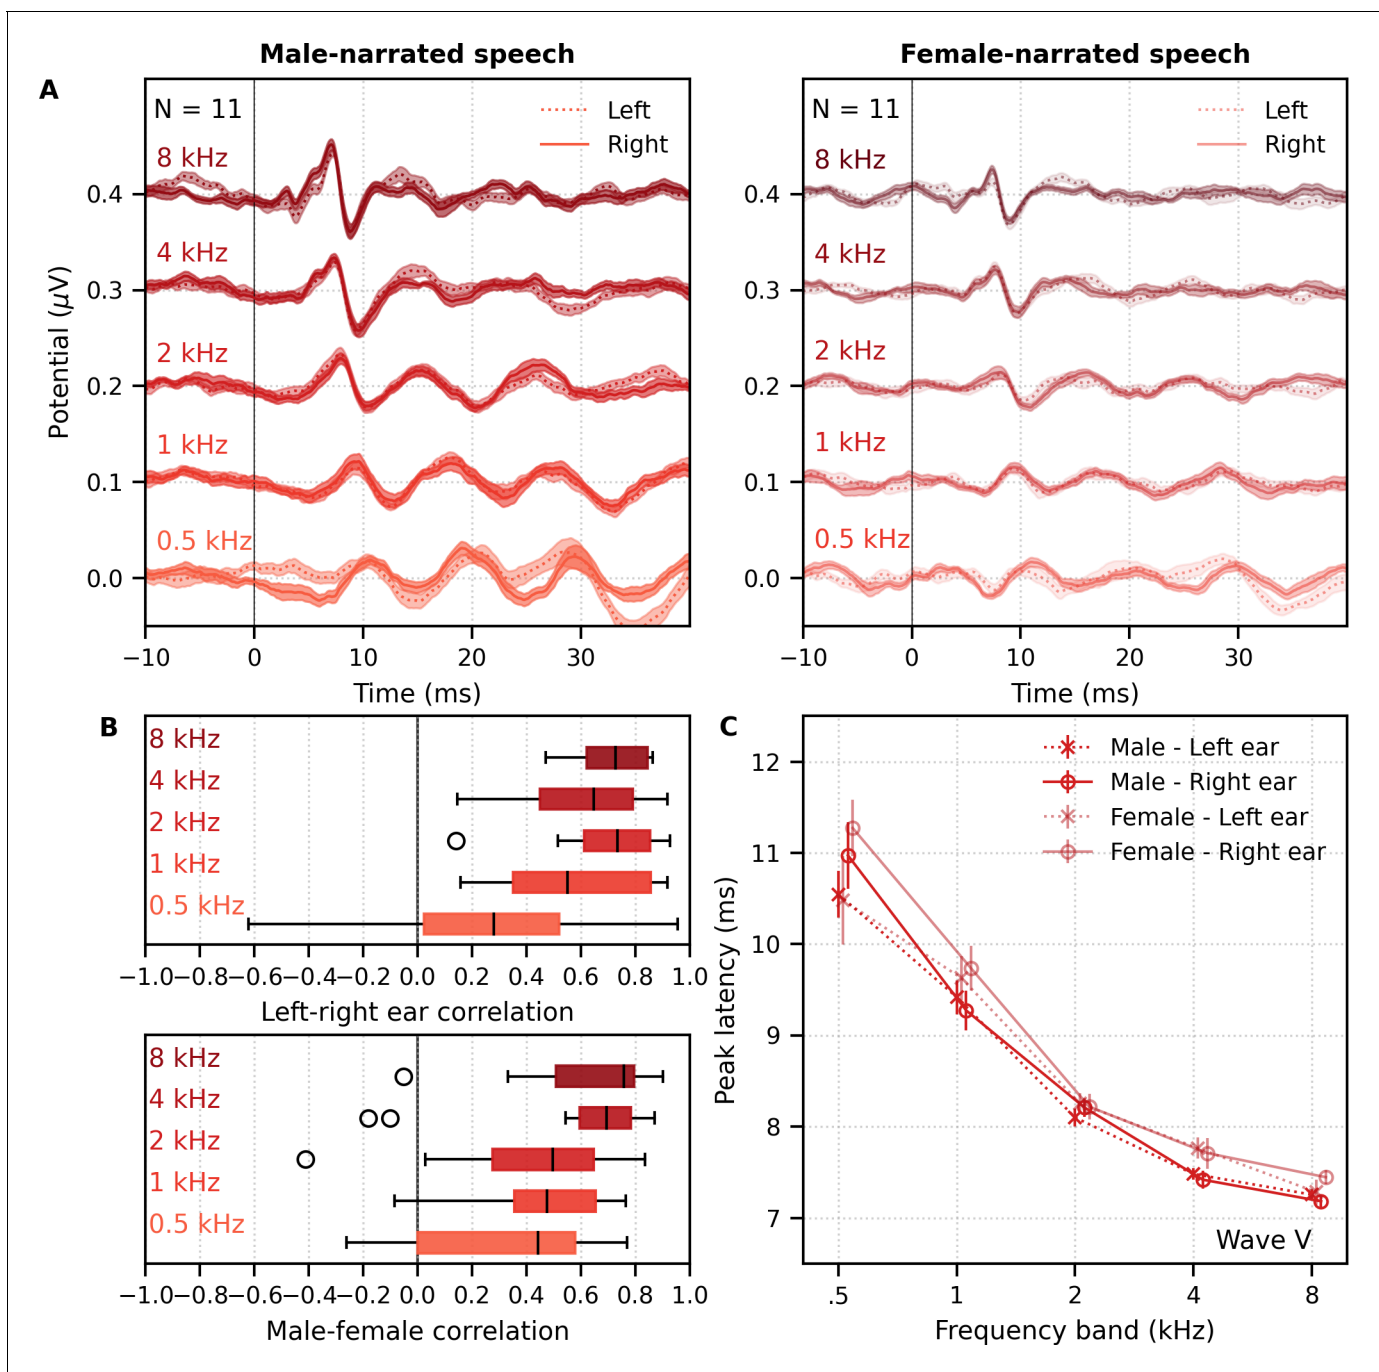 Male-narrated speech
Female-narrated speech
A
N = 11
Left
Right
8 kHz
4 kHz
2 kHz
1 kHz
0.5 kHz
0.4
0.3
0.2
0.1
0.0
Potential (μV)
−10 0 10 20 30
Time (ms)
N = 11
Left
Right
8 kHz
4 kHz
2 kHz
1 kHz
0.5 kHz
0.4
0.3
0.2
0.1
0.0
−10 0 10 20 30
Time (ms)
B
8 kHz
4 kHz
2 kHz
1 kHz
0.5 kHz
−1.0 −0.8 −0.6 −0.4 −0.2 0.0 0.2 0.4 0.6 0.8 1.0
Left-right ear correlation
8 kHz
4 kHz
2 kHz
1 kHz
0.5 kHz
−1.0 −0.8 −0.6 −0.4 −0.2 0.0 0.2 0.4 0.6 0.8 1.0
Male-female correlation
C
Male - Left ear
Male - Right ear
Female - Left ear
Female - Right ear
12
11
10
9
8
7
Peak latency (ms)
Wave V
.5 1 2 4 8
Frequency band (kHz)